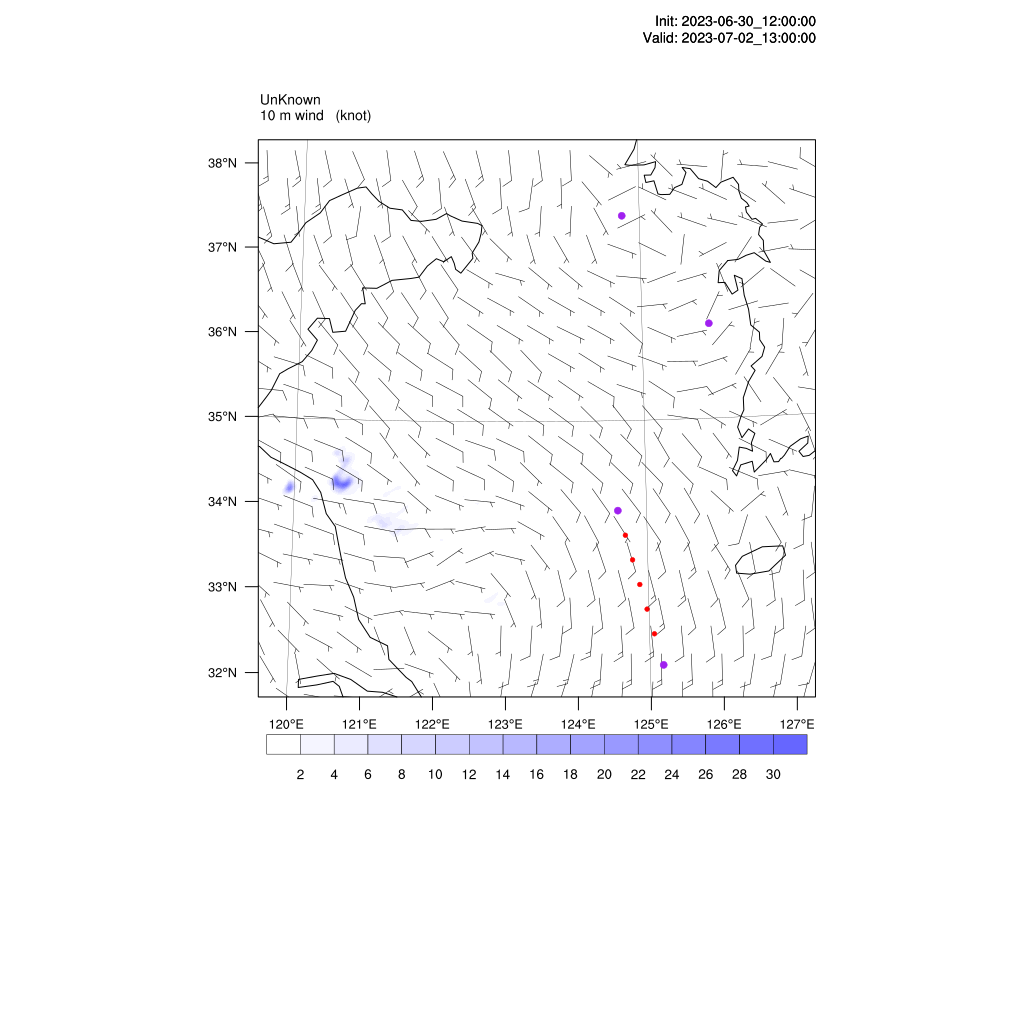 Init: 2023-06-30_12:00:00
Valid: 2023-07-02_13:00:00
UnKnown
10 m wind (knot)
38°N
37°N
36°N
35°N
34°N
33°N
32°N
120°E 121°E 122°E 123°E 124°E 125°E 126°E 127°E
2 4 6 8 10 12 14 16 18 20 22 24 26 28 30